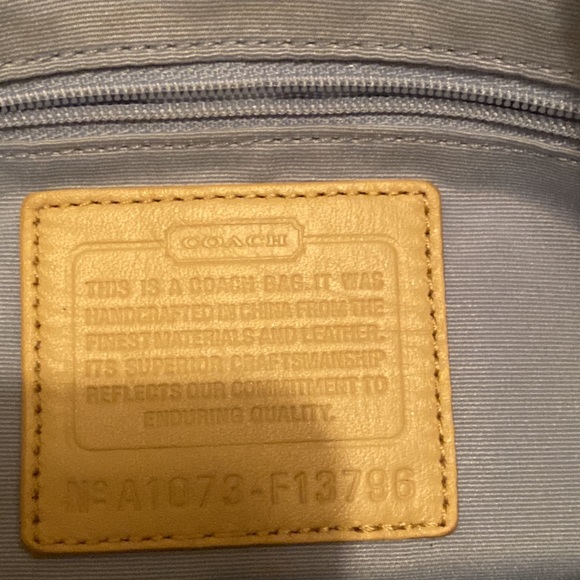 COACH
THIS IS A COACH BAG. IT WAS
HANDCRAFTED IN CHINA FROM THE
FINEST MATERIALS AND LEATHER.
ITS SUPERIOR CRAFTSMANSHIP
REFLECTS OUR COMMITMENT TO
ENDURING QUALITY.
Nº A1073-F13796